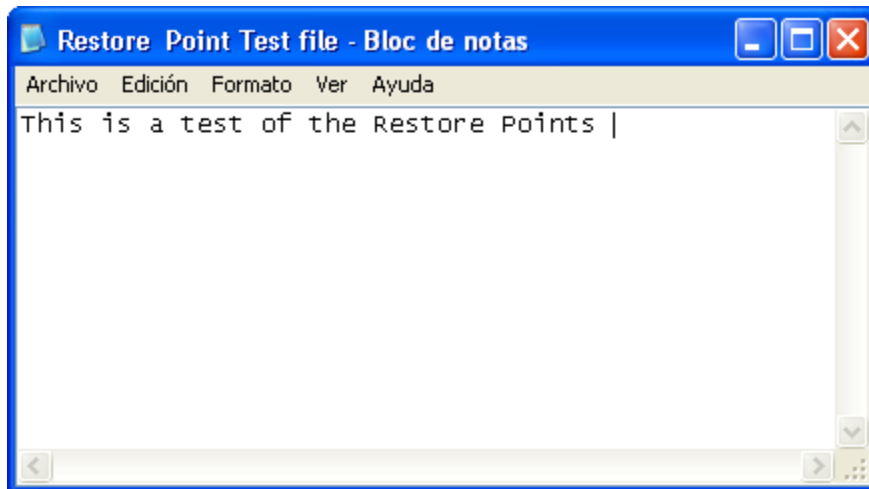 Restore  Point Test file - Bloc de notas
Archivo Edición Formato Ver Ayuda
This is a test of the Restore Points